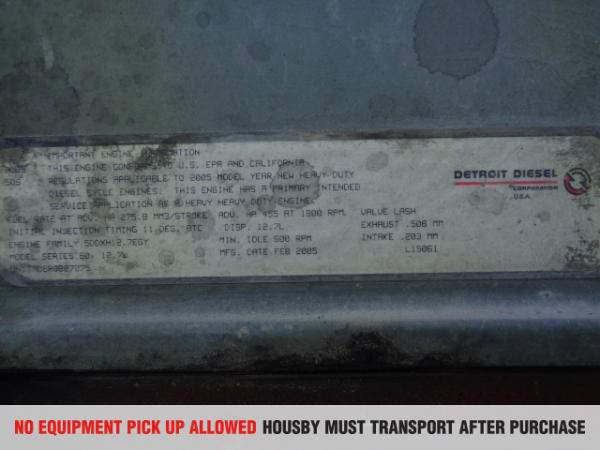 IMPORTANT ENGINE INFORMATION
THIS ENGINE CONFORMS TO U.S. EPA AND CALIFORNIA
REGULATIONS APPLICABLE TO 2005 MODEL YEAR NEW HEAVY-DUTY
DIESEL CYCLE ENGINES. THIS ENGINE HAS A PRIMARY INTENDED
SERVICE APPLICATION AS A HEAVY HEAVY-DUTY ENGINE.
FUEL RATE AT ADV. HP 275.8 MM3/STROKE ADV. HP 455 AT 1800 RPM. VALVE LASH
INITIAL INJECTION TIMING 11 DEG. BTC DISP. 12.7L EXHAUST .508 MM
ENGINE FAMILY 5DDXH12.7EGY MIN. IDLE 600 RPM INTAKE .203 MM
MODEL SERIES 60, 12.7L MFG. DATE FEB 2005 L15061
UNIT
DETROIT DIESEL
CORPORATION
U.S.A.
NO EQUIPMENT PICK UP ALLOWED HOUSBY MUST TRANSPORT AFTER PURCHASE